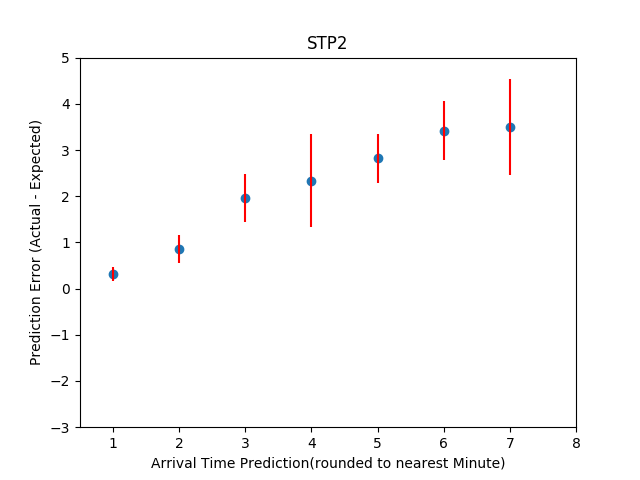 STP2
Prediction Error (Actual - Expected)
5
4
3
2
1
0
−1
−2
−3
1 2 3 4 5 6 7 8
Arrival Time Prediction(rounded to nearest Minute)